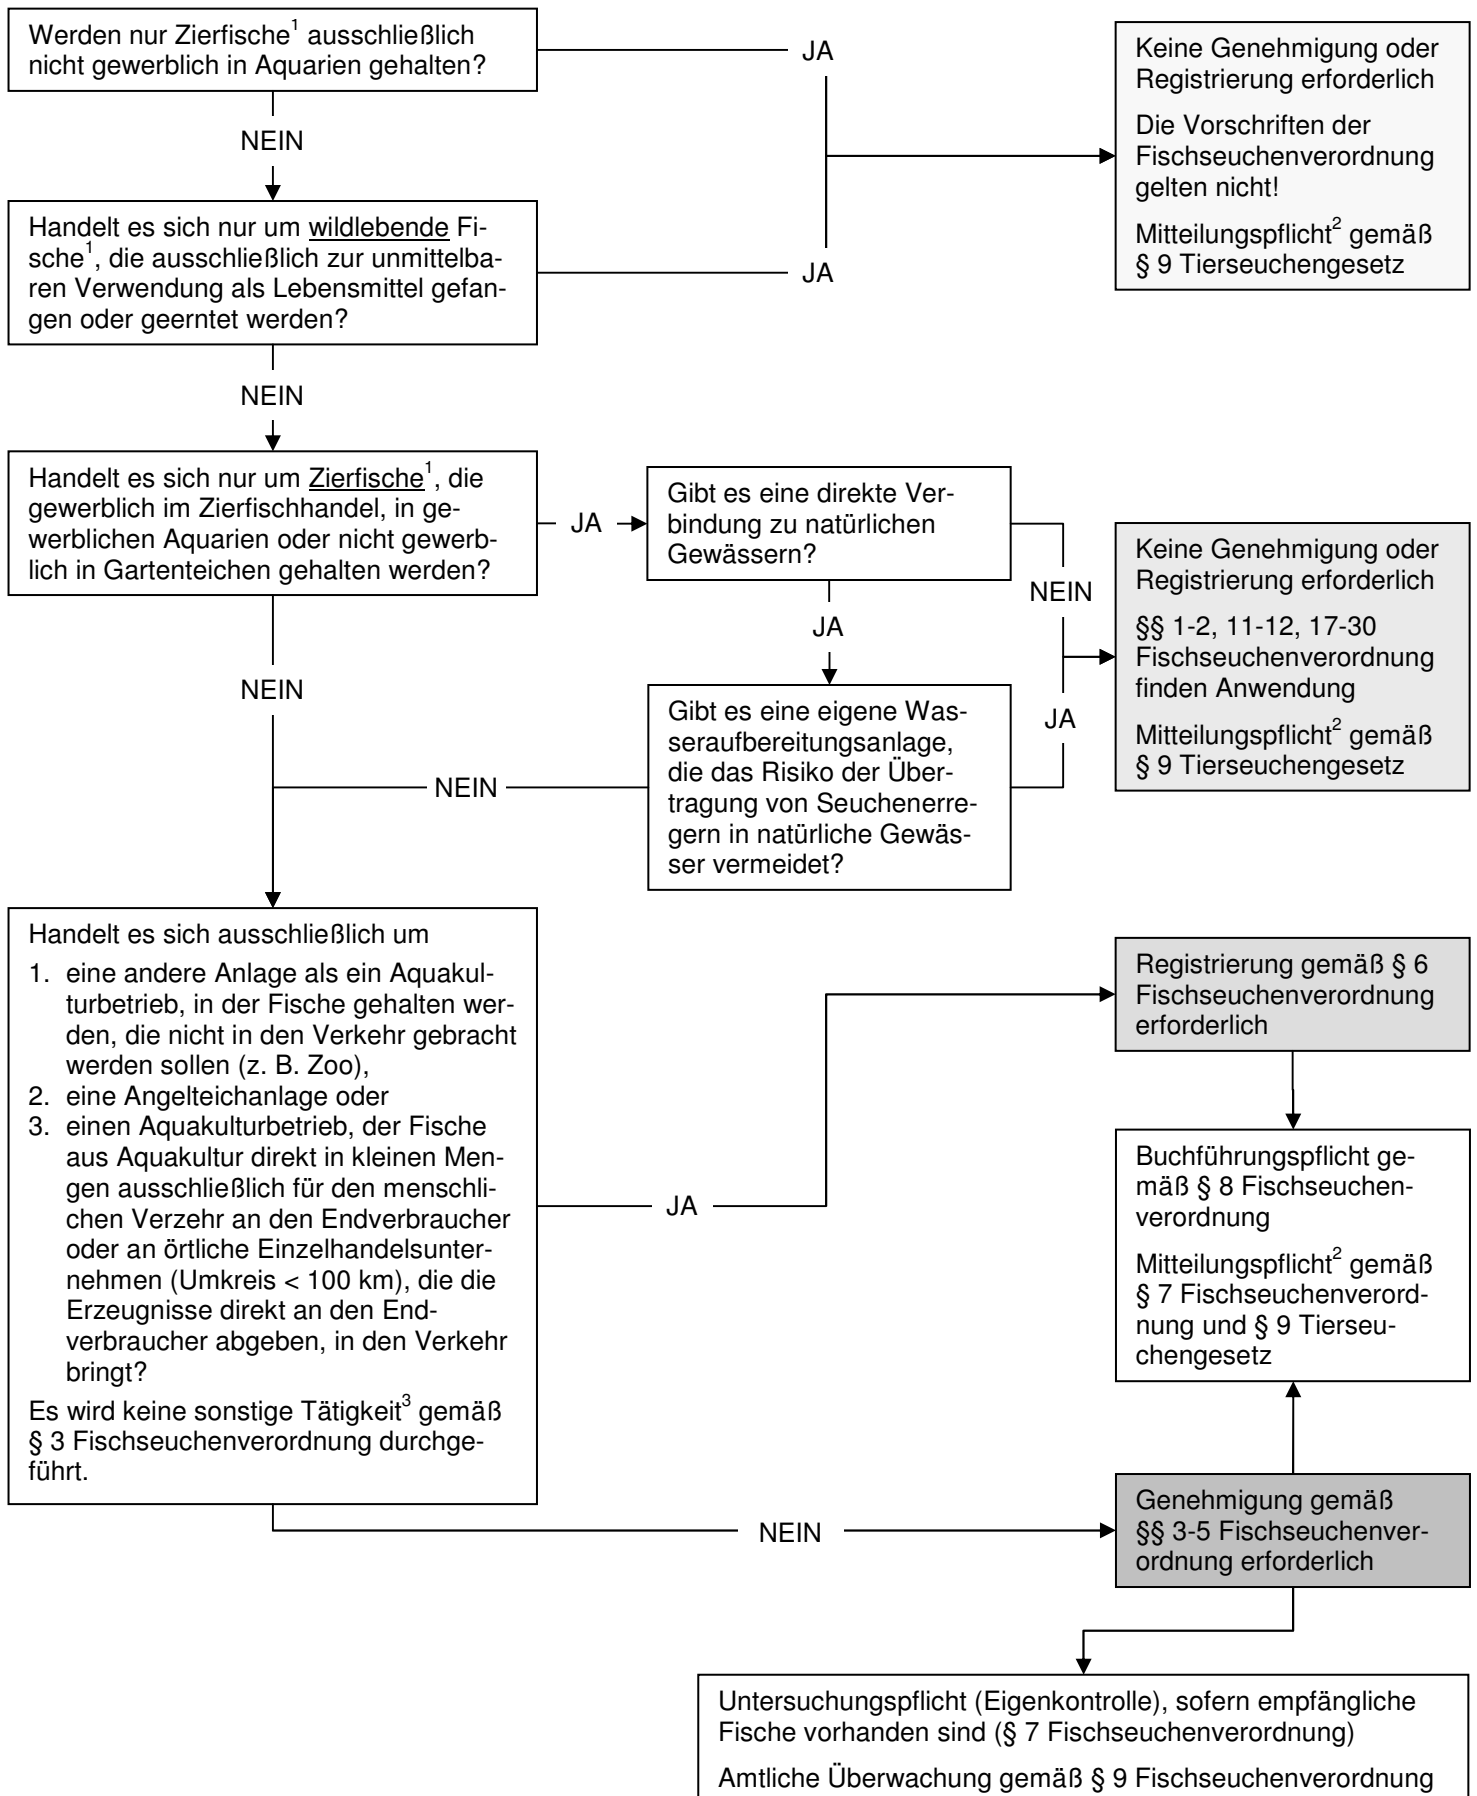 Werden nur Zierfische¹ ausschließlich
nicht gewerblich in Aquarien gehalten?
JA
Keine Genehmigung oder
Registrierung erforderlich
Die Vorschriften der
Fischseuchenverordnung
gelten nicht!
Mitteilungspflicht² gemäß
§ 9 Tierseuchengesetz
NEIN
Handelt es sich nur um wildlebende Fi-
sche¹, die ausschließlich zur unmittelba-
ren Verwendung als Lebensmittel gefan-
gen oder geerntet werden?
JA
NEIN
Handelt es sich nur um Zierfische¹, die
gewerblich im Zierfischhandel, in ge-
werblichen Aquarien oder nicht gewerb-
lich in Gartenteichen gehalten werden?
JA
Gibt es eine direkte Ver-
bindung zu natürlichen
Gewässern?
NEIN
JA
Keine Genehmigung oder
Registrierung erforderlich
§§ 1-2, 11-12, 17-30
Fischseuchenverordnung
finden Anwendung
Mitteilungspflicht² gemäß
§ 9 Tierseuchengesetz
NEIN
Gibt es eine eigene Was-
seraufbereitungsanlage,
die das Risiko der Über-
tragung von Seuchenerre-
gern in natürliche Gewäs-
ser vermeidet?
JA
NEIN
Handelt es sich ausschließlich um
1. eine andere Anlage als ein Aquakul-
turbetrieb, in der Fische gehalten wer-
den, die nicht in den Verkehr gebracht
werden sollen (z. B. Zoo),
2. eine Angelteichanlage oder
3. einen Aquakulturbetrieb, der Fische
aus Aquakultur direkt in kleinen Men-
gen ausschließlich für den menschli-
chen Verzehr an den Endverbraucher
oder an örtliche Einzelhandelsunter-
nehmen (Umkreis < 100 km), die die
Erzeugnisse direkt an den End-
verbraucher abgeben, in den Verkehr
bringt?
Es wird keine sonstige Tätigkeit³ gemäß
§ 3 Fischseuchenverordnung durchge-
führt.
JA
Registrierung gemäß § 6
Fischseuchenverordnung
erforderlich
Buchführungspflicht ge-
mäß § 8 Fischseuchen-
verordnung
Mitteilungspflicht² gemäß
§ 7 Fischseuchenverord-
nung und § 9 Tierseu-
chengesetz
NEIN
Genehmigung gemäß
§§ 3-5 Fischseuchenver-
ordnung erforderlich
Untersuchungspflicht (Eigenkontrolle), sofern empfängliche
Fische vorhanden sind (§ 7 Fischseuchenverordnung)
Amtliche Überwachung gemäß § 9 Fischseuchenverordnung